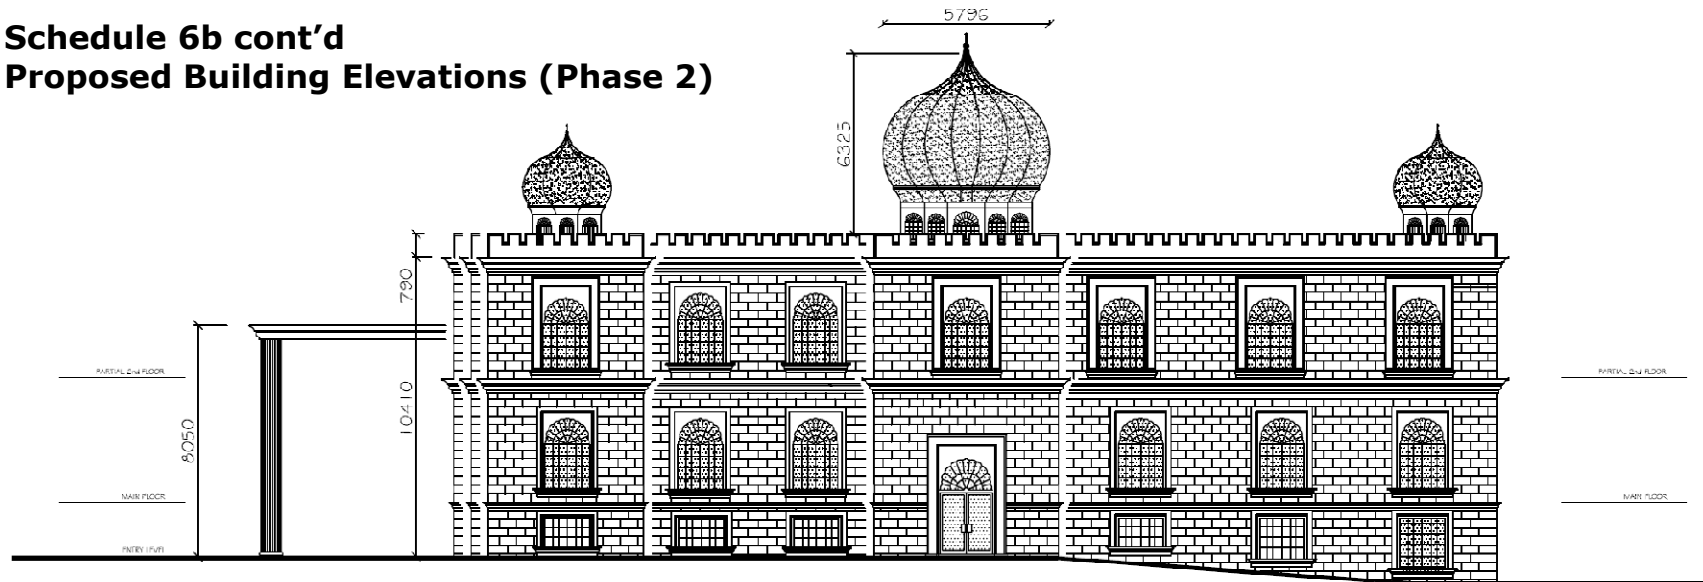 Schedule 6b cont’d
Proposed Building Elevations (Phase 2)
5796
6325
790
10410
8050
PARTIAL 2nd FLOOR
PARTIAL 2nd FLOOR
MAIN FLOOR
MAIN FLOOR
ENTRY LEVEL